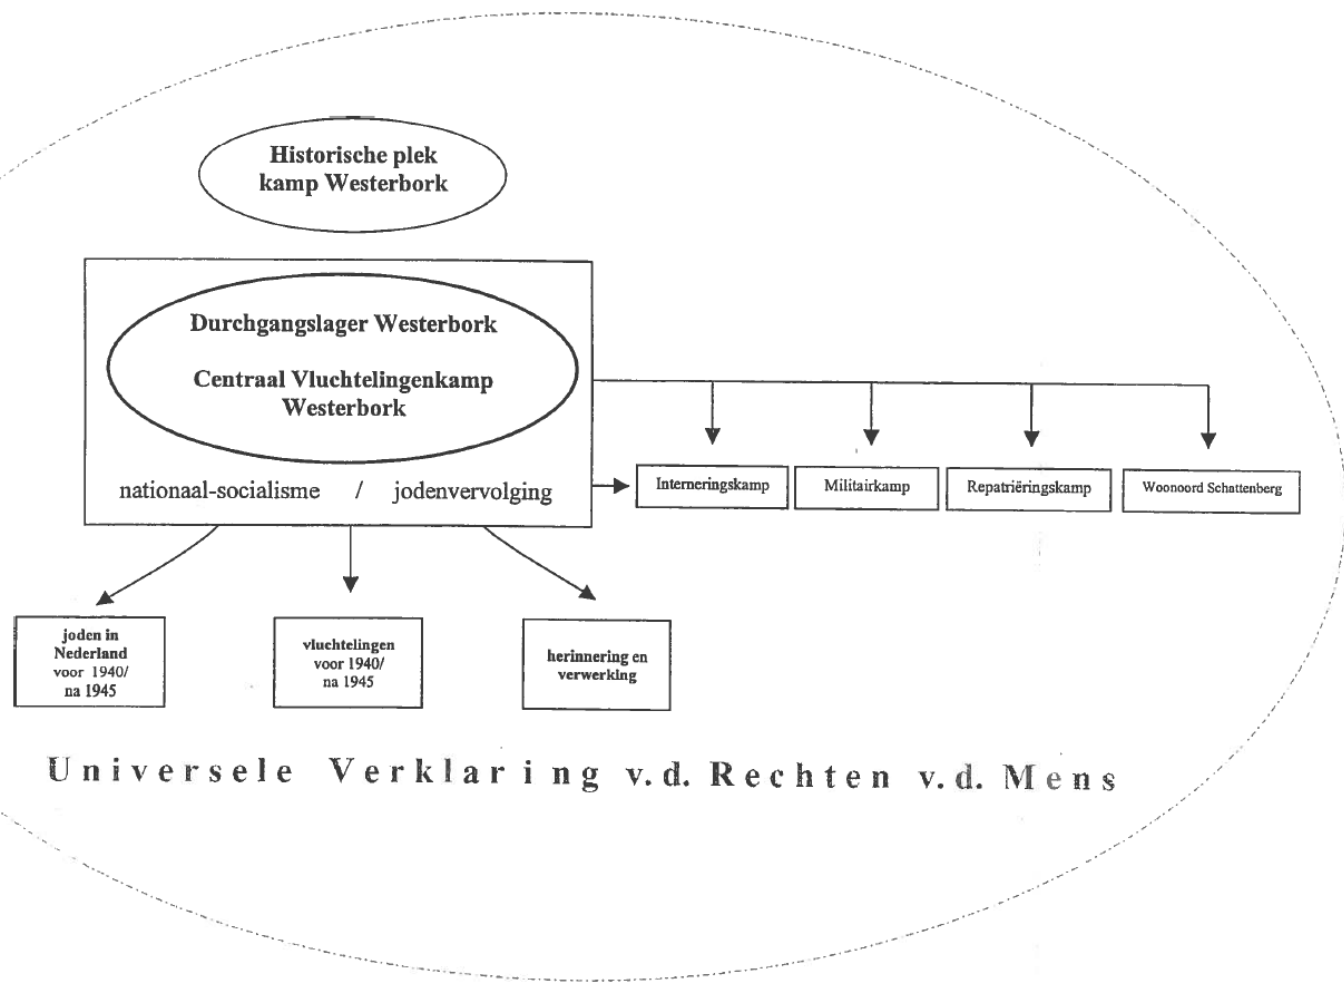 Historische plek
kamp Westerbork
Durchgangslager Westerbork
Centraal Vluchtelingenkamp
Westerbork
nationaal-socialisme / jodenvervolging
Interneringskamp
Militairkamp
Repatriëringskamp
Woonoord Schattenberg
joden in
Nederland
voor 1940/
na 1945
vluchtelingen
voor 1940/
na 1945
herinnering en
verwerking
Universele Verklaring v.d. Rechten v.d. Mens